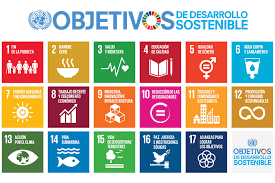 OBJETIVOS DE DESARROLLO
SOSTENIBLE
1 FIN
DE LA POBREZA
2 HAMBRE
CERO
3 SALUD
Y BIENESTAR
4 EDUCACIÓN DE
CALIDAD
5 IGUALDAD
DE GÉNERO
6 AGUA LIMPIA
Y SANEAMIENTO
7 ENERGÍA ASEQUIBLE
Y NO CONTAMINANTE
8 TRABAJO DECENTE
Y CRECIMIENTO
ECONÓMICO
9 INDUSTRIA,
INNOVACIÓN E
INFRAESTRUCTURA
10 REDUCCIÓN DE LAS
DESIGUALDADES
11 CIUDADES Y
COMUNIDADES
SOSTENIBLES
12 PRODUCCIÓN
Y CONSUMO
RESPONSABLES
13 ACCIÓN
POR EL CLIMA
14 VIDA
SUBMARINA
15 VIDA
DE ECOSISTEMAS
TERRESTRES
16 PAZ, JUSTICIA
E INSTITUCIONES
SÓLIDAS
17 ALIANZAS PARA
LOGRAR
LOS OBJETIVOS
OBJETIVOS
DE DESARROLLO
SOSTENIBLE